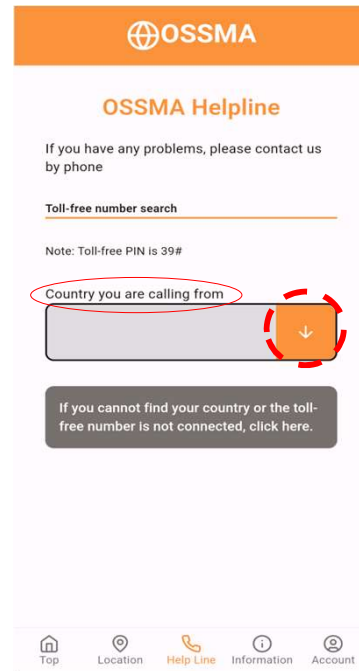 OSSMA
OSSMA Helpline
If you have any problems, please contact us
by phone
Toll-free number search
Note: Toll-free PIN is 39#
Country you are calling from
If you cannot find your country or the toll-
free number is not connected, click here.
Top Location Help Line Information Account